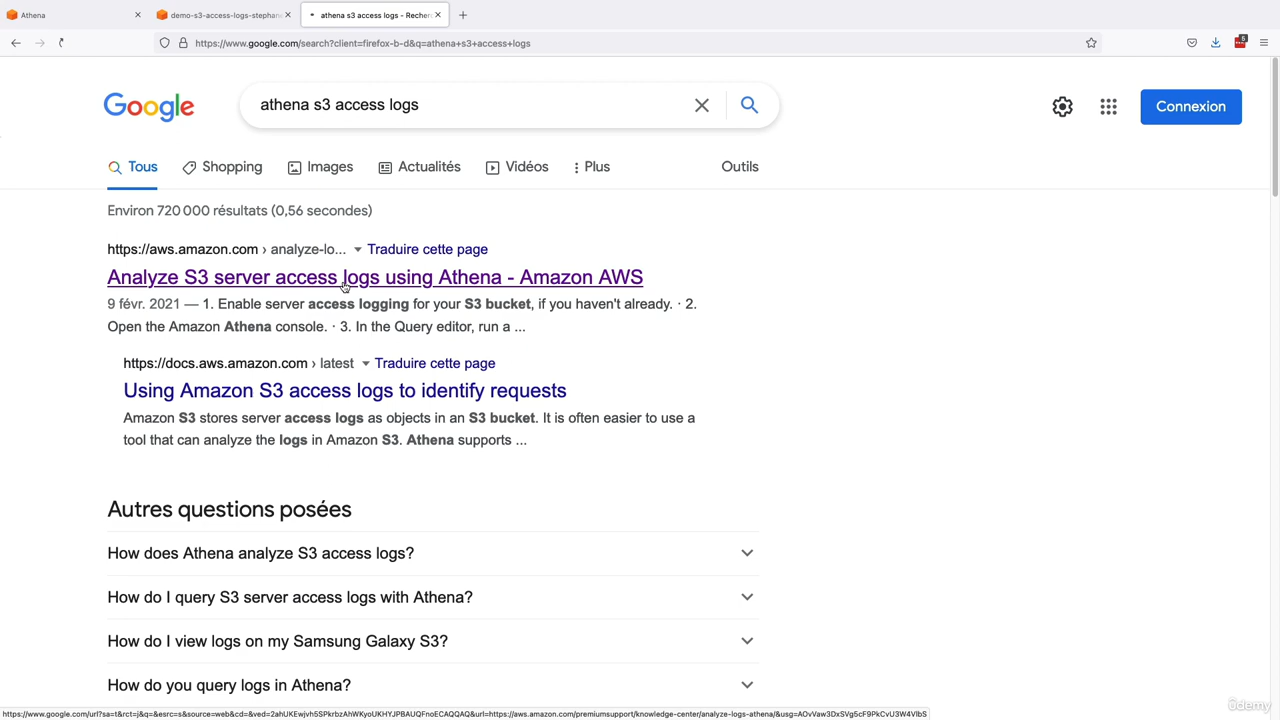 Athena
demo-s3-access-logs-stephane
athena s3 access logs - Recherc
https://www.google.com/search?client=firefox-b-d&q=athena+s3+access+logs
Google
athena s3 access logs
Connexion
Tous
Shopping
Images
Actualités
Vidéos
Plus
Outils
Environ 720 000 résultats (0,56 secondes)
https://aws.amazon.com › analyze-lo... Traduire cette page
Analyze S3 server access logs using Athena - Amazon AWS
9 févr. 2021 — 1. Enable server access logging for your S3 bucket, if you haven't already. · 2.
Open the Amazon Athena console. · 3. In the Query editor, run a ...
https://docs.aws.amazon.com › latest Traduire cette page
Using Amazon S3 access logs to identify requests
Amazon S3 stores server access logs as objects in an S3 bucket. It is often easier to use a
tool that can analyze the logs in Amazon S3. Athena supports ...
Autres questions posées
How does Athena analyze S3 access logs?
How do I query S3 server access logs with Athena?
How do I view logs on my Samsung Galaxy S3?
How do you query logs in Athena?
ûdemy